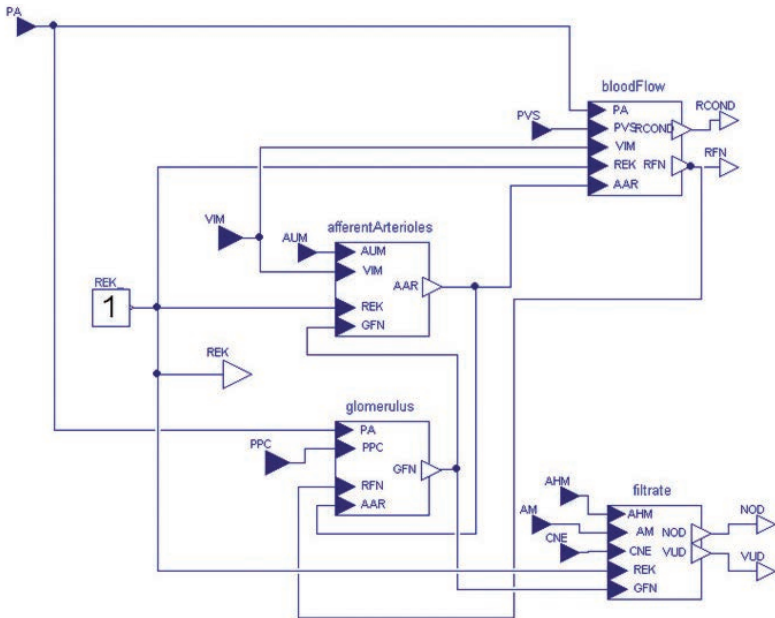 PA
bloodFlow
RCOND
PVS
PA
PVS RCOND
VIM
REK RFN
AAR
RFN
VIM
AUM
afferentArterioles
AUM
VIM
AAR
REK
GFN
REK_
1
REK
glomerulus
PPC
PA
PPC
GFN
RFN
AAR
filtrate
AHM
AM
CNE
AHM
AM NOD
CNE VUD
REK
GFN
NOD
VUD